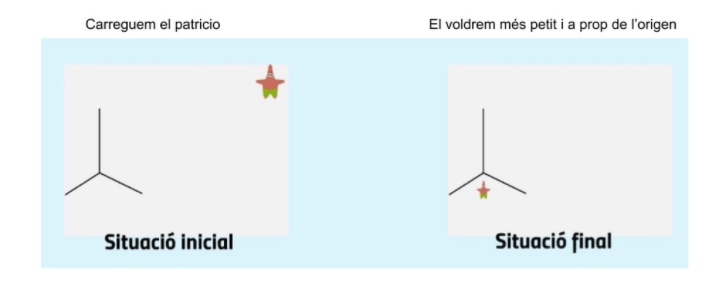 Carreguem el patricio
El voldrem més petit i a prop de l'origen
Situació inicial
Situació final